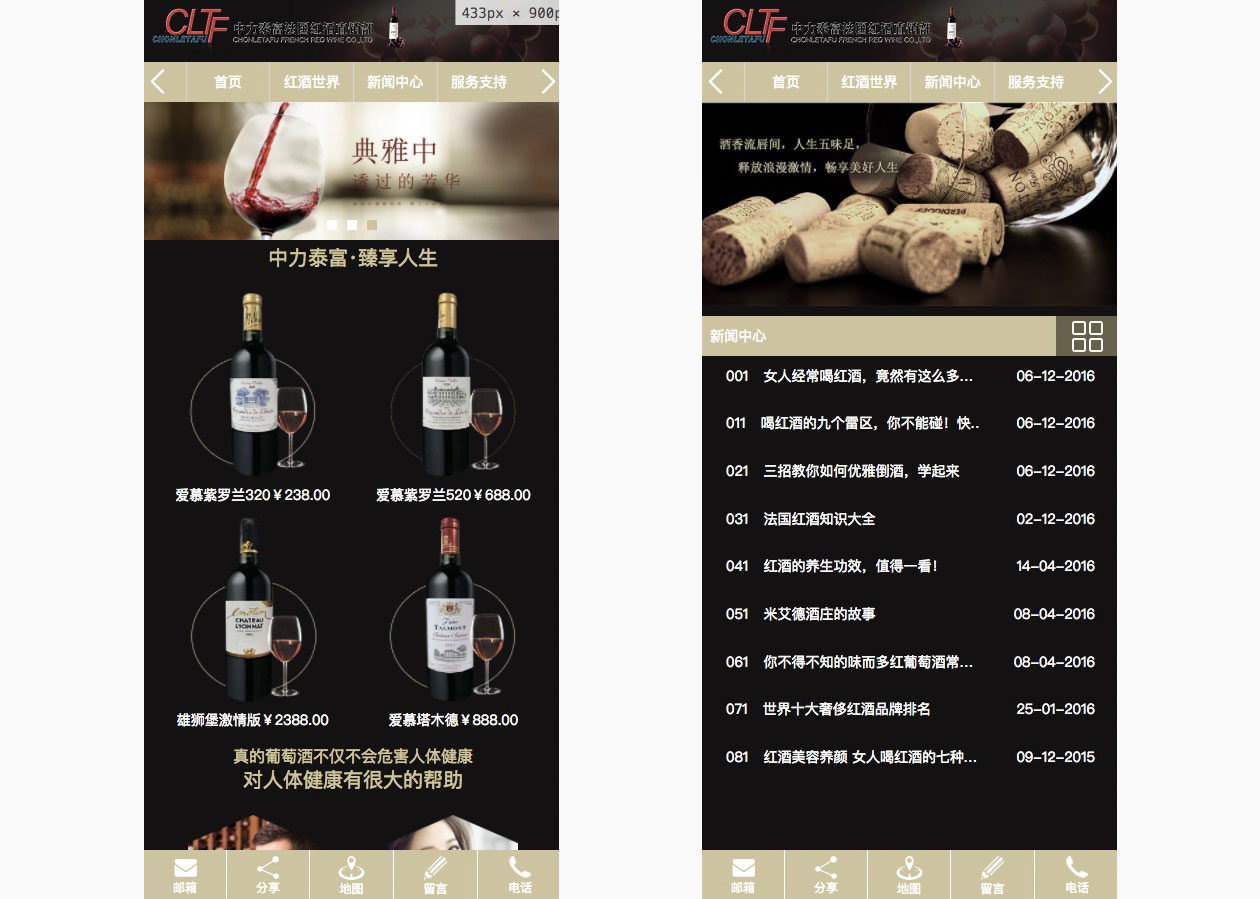 CLTF
CHONLETAFU
中力泰富法国红酒直销部
CHONLETAFU FRENCH RED WINE CO.,LTD
433px × 900p
首页
红酒世界
新闻中心
服务支持
典雅中
透过的芳华
中力泰富·臻享人生
爱慕紫罗兰320￥238.00
爱慕紫罗兰520￥688.00
CHATEAU
LYONNAT
TALMONT
雄狮堡激情版￥2388.00
爱慕塔木德￥888.00
真的葡萄酒不仅不会危害人体健康
对人体健康有很大的帮助
邮箱
分享
地图
留言
电话
CLTF
CHONLETAFU
中力泰富法国红酒直销部
CHONLETAFU FRENCH RED WINE CO.,LTD
首页
红酒世界
新闻中心
服务支持
酒香流唇间，人生五味足，
释放浪漫激情，畅享美好人生
新闻中心
001 女人经常喝红酒，竟然有这么多... 06-12-2016
011 喝红酒的九个雷区，你不能碰！快.. 06-12-2016
021 三招教你如何优雅倒酒，学起来 06-12-2016
031 法国红酒知识大全 02-12-2016
041 红酒的养生功效，值得一看！ 14-04-2016
051 米艾德酒庄的故事 08-04-2016
061 你不得不知的味而多红葡萄酒常... 08-04-2016
071 世界十大奢侈红酒品牌排名 25-01-2016
081 红酒美容养颜 女人喝红酒的七种... 09-12-2015
邮箱
分享
地图
留言
电话